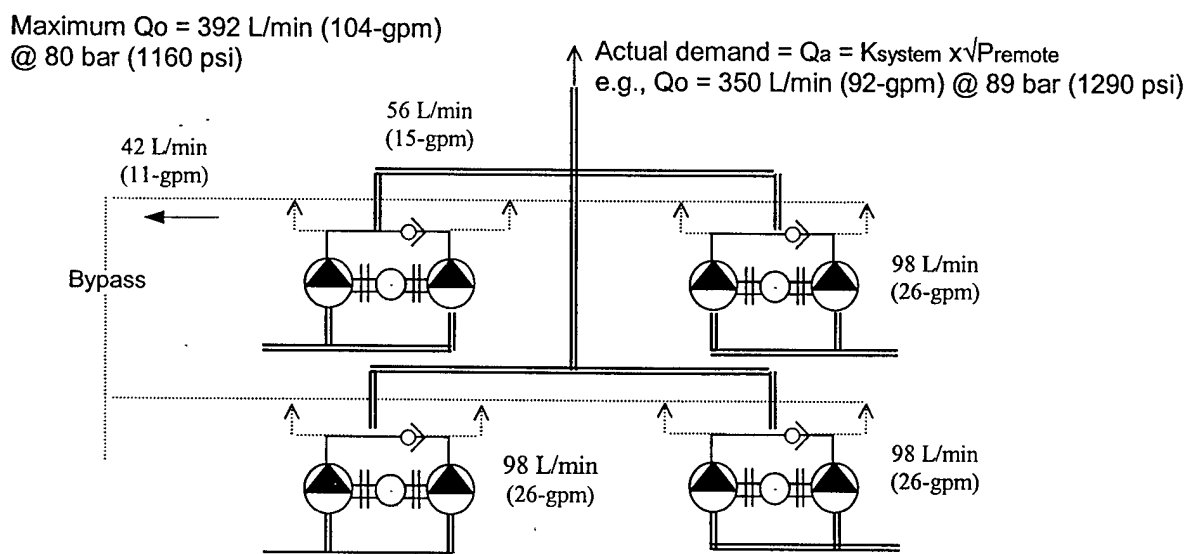 Maximum Qo = 392 L/min (104-gpm)
@ 80 bar (1160 psi)
Actual demand = Qa = Ksystem x√Premote
e.g., Qo = 350 L/min (92-gpm) @ 89 bar (1290 psi)
56 L/min
(15-gpm)
42 L/min
(11-gpm)
Bypass
98 L/min
(26-gpm)
98 L/min
(26-gpm)
98 L/min
(26-gpm)